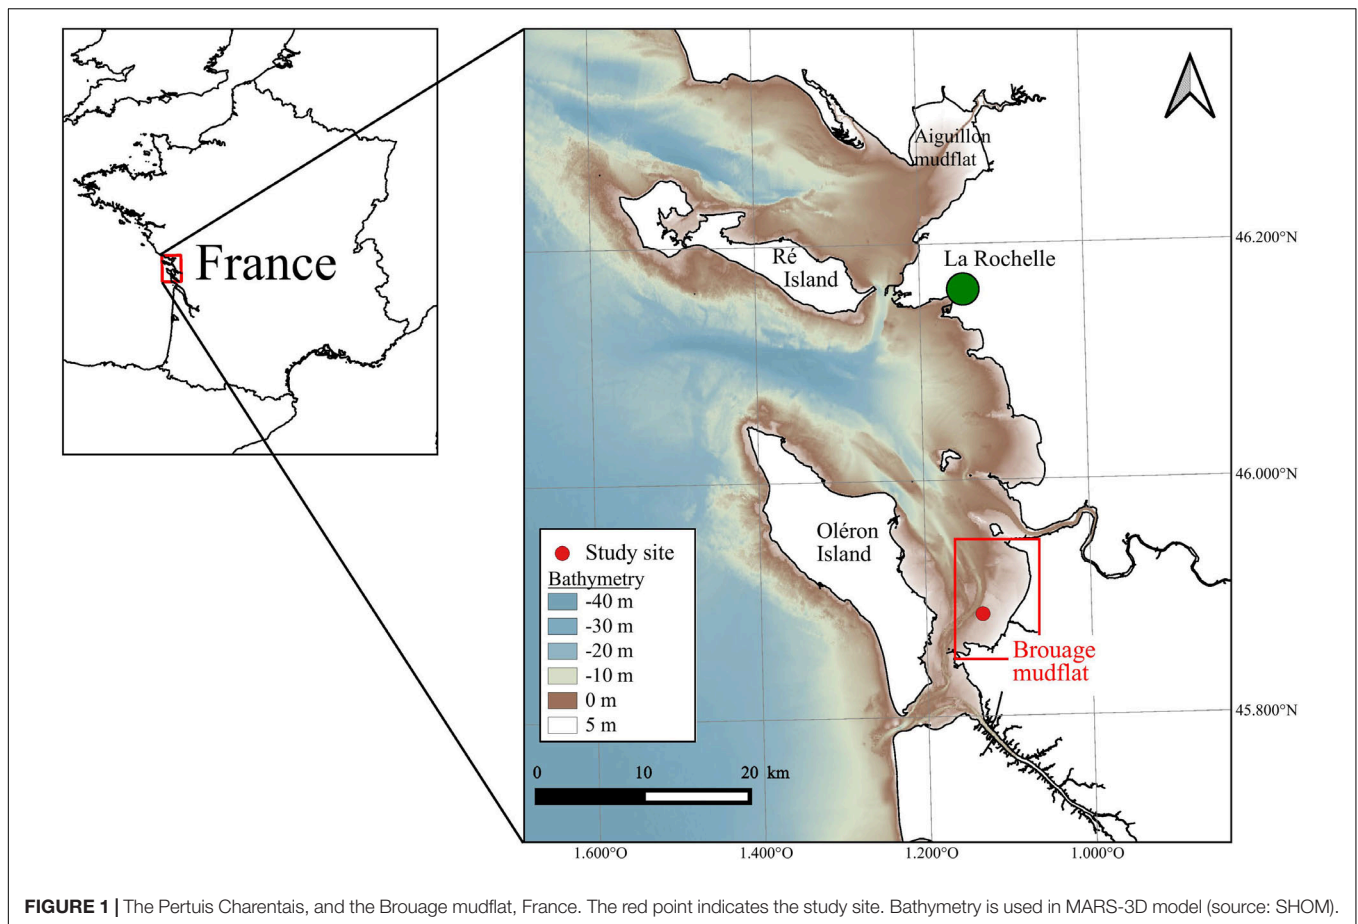 France
Aiguillon
mudflat
46.200°N
La Rochelle
Ré
Island
46.000°N
Oléron
Island
Study site
Bathymetry
-40 m
-30 m
-20 m
-10 m
0 m
5 m
Brouage
mudflat
45.800°N
0 10 20 km
1.600°O 1.400°O 1.200°O 1.000°O
FIGURE 1 | The Pertuis Charentais, and the Brouage mudflat, France. The red point indicates the study site. Bathymetry is used in MARS-3D model (source: SHOM).